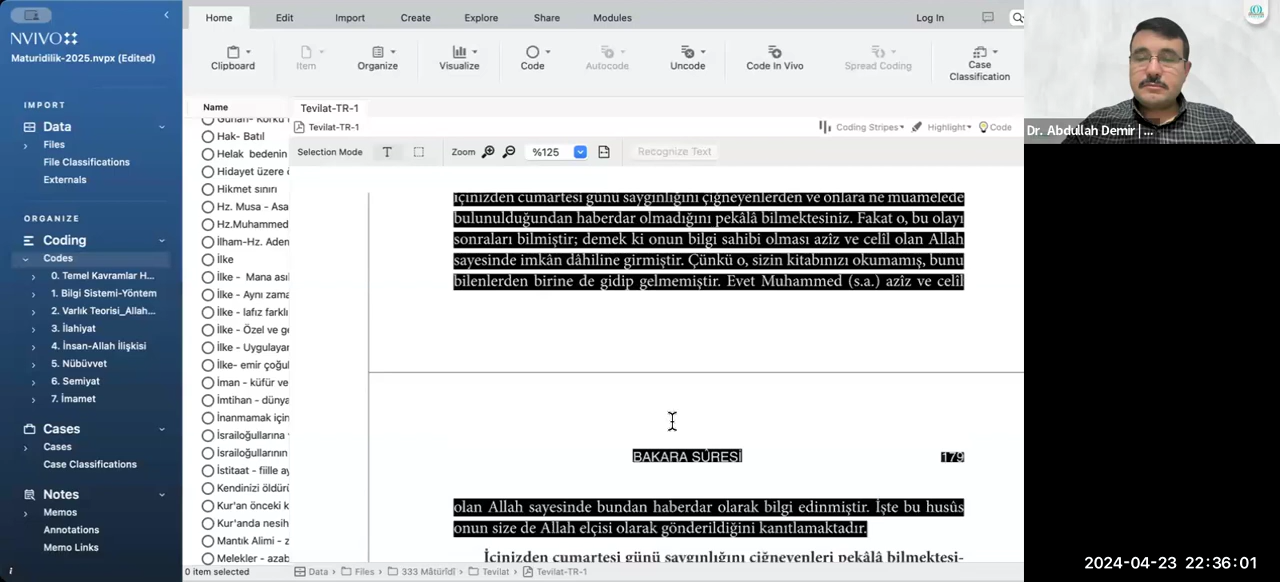 NVIVO
Maturidilik-2025.nvpx (Edited)
IMPORT
Data
Files
File Classifications
Externals
ORGANIZE
Coding
Codes
0. Temel Kavramlar H...
1. Bilgi Sistemi-Yöntem
2. Varlık Teorisi_Allah...
3. İlahiyat
4. İnsan-Allah İlişkisi
5. Nübüvvet
6. Semiyat
7. İmamet
Cases
Cases
Case Classifications
Notes
Memos
Annotations
Memo Links
Home Edit Import Create Explore Share Modules Log In
Clipboard Item Organize Visualize Code Autocode Uncode Code In Vivo Spread Coding Case Classification
Name
Günah- Korku
Hak- Batıl
Helak bedenin
Hidayet üzere
Hikmet sınırı
Hz. Musa - Asa
Hz.Muhammed
İlham-Hz. Adem
İlke
İlke - Mana ası
İlke - Aynı zama
İlke - lafız farklı
İlke - Özel ve ge
İlke - Uygulayar
İlke- emir çoğul
İman - küfür ve
İmtihan - dünya
İnanmamak için
İsrailoğullarına
İsrailoğullarının
İstitaat - fiille ay
Kendinizi öldürü
Kur'an önceki k
Kur'anda nesih
Mantık Alimi - z
Melekler - azab
0 item selected
Tevilat-TR-1
Tevilat-TR-1 Coding Stripes Highlight Code
Selection Mode Zoom %125 Recognize Text
içinizden cumartesi günü saygınlığını çiğneyenlerden ve onlara ne muamelede
bulunulduğundan haberdar olmadığını pekâlâ bilmektesiniz. Fakat o, bu olayı
sonraları bilmiştir; demek ki onun bilgi sahibi olması azîz ve celîl olan Allah
sayesinde imkân dâhiline girmiştir. Çünkü o, sizin kitabınızı okumamış, bunu
bilenlerden birine de gidip gelmemiştir. Evet Muhammed (s.a.) azîz ve celîl
BAKARA SÛRESİ 179
olan Allah sayesinde bundan haberdar olarak bilgi edinmiştir. İşte bu husûs
onun size de Allah elçisi olarak gönderildiğini kanıtlamaktadır.
İçinizden cumartesi günü saygınlığını çiğneyenleri pekâlâ bilmektesi-
Data > Files > 333 Mâtürîdî > Tevilat > Tevilat-TR-1
Dr. Abdullah Demir | ...
2024-04-23 22:36:01